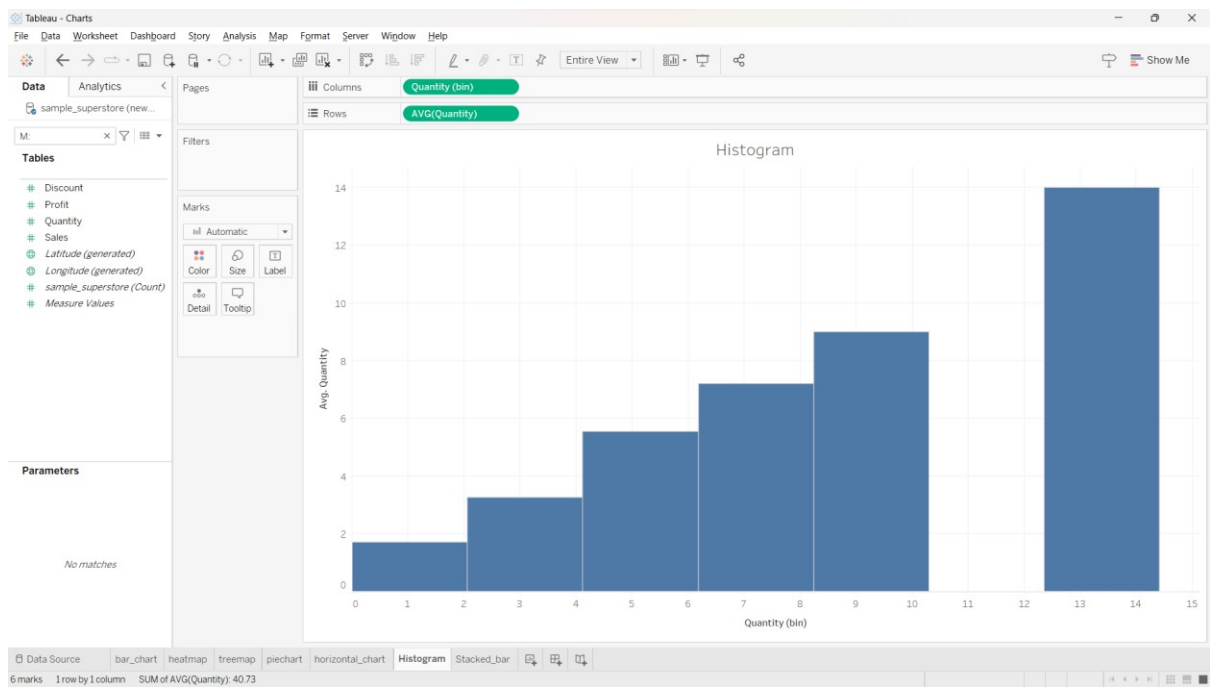 Tableau - Charts
File Data Worksheet Dashboard Story Analysis Map Format Server Window Help
Entire View
Show Me
Data Analytics
sample_superstore (new...
M:
Tables
Discount
Profit
Quantity
Sales
Latitude (generated)
Longitude (generated)
sample_superstore (Count)
Measure Values
Parameters
No matches
Pages
Filters
Marks
Automatic
Color Size Label
Detail Tooltip
Columns Quantity (bin)
Rows AVG(Quantity)
Histogram
14
12
10
8
6
4
2
0
Avg. Quantity
0 1 2 3 4 5 6 7 8 9 10 11 12 13 14 15
Quantity (bin)
Data Source bar_chart heatmap treemap piechart horizontal_chart Histogram Stacked_bar
6 marks 1 row by 1 column SUM of AVG(Quantity): 40.73